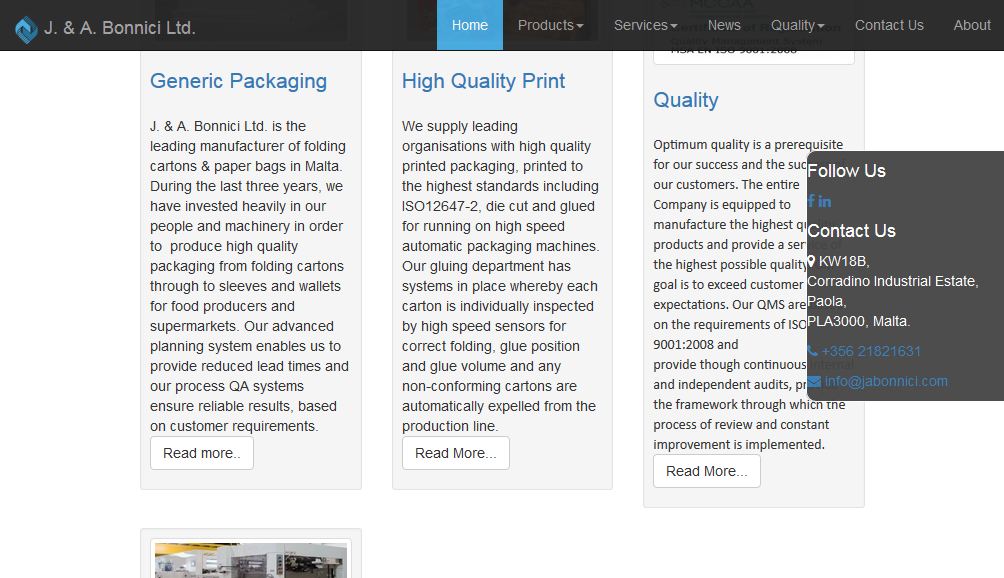 J. & A. Bonnici Ltd.
Home
Products
Services
News
Quality
Contact Us
About
MSA EN ISO 9001:2008
Generic Packaging
J. & A. Bonnici Ltd. is the
leading manufacturer of folding
cartons & paper bags in Malta.
During the last three years, we
have invested heavily in our
people and machinery in order
to produce high quality
packaging from folding cartons
through to sleeves and wallets
for food producers and
supermarkets. Our advanced
planning system enables us to
provide reduced lead times and
our process QA systems
ensure reliable results, based
on customer requirements.
Read more..
High Quality Print
We supply leading
organisations with high quality
printed packaging, printed to
the highest standards including
ISO12647-2, die cut and glued
for running on high speed
automatic packaging machines.
Our gluing department has
systems in place whereby each
carton is individually inspected
by high speed sensors for
correct folding, glue position
and glue volume and any
non-conforming cartons are
automatically expelled from the
production line.
Read More...
Quality
Optimum quality is a prerequisite
for our success and the suc
our customers. The entire
Company is equipped to
manufacture the highest qu
products and provide a ser
the highest possible quality
goal is to exceed customer
expectations. Our QMS are
on the requirements of ISO
9001:2008 and
provide though continuous
and independent audits, pr
the framework through which the
process of review and constant
improvement is implemented.
Read More...
Follow Us
Contact Us
KW18B,
Corradino Industrial Estate,
Paola,
PLA3000, Malta.
+356 21821631
info@jabonnici.com